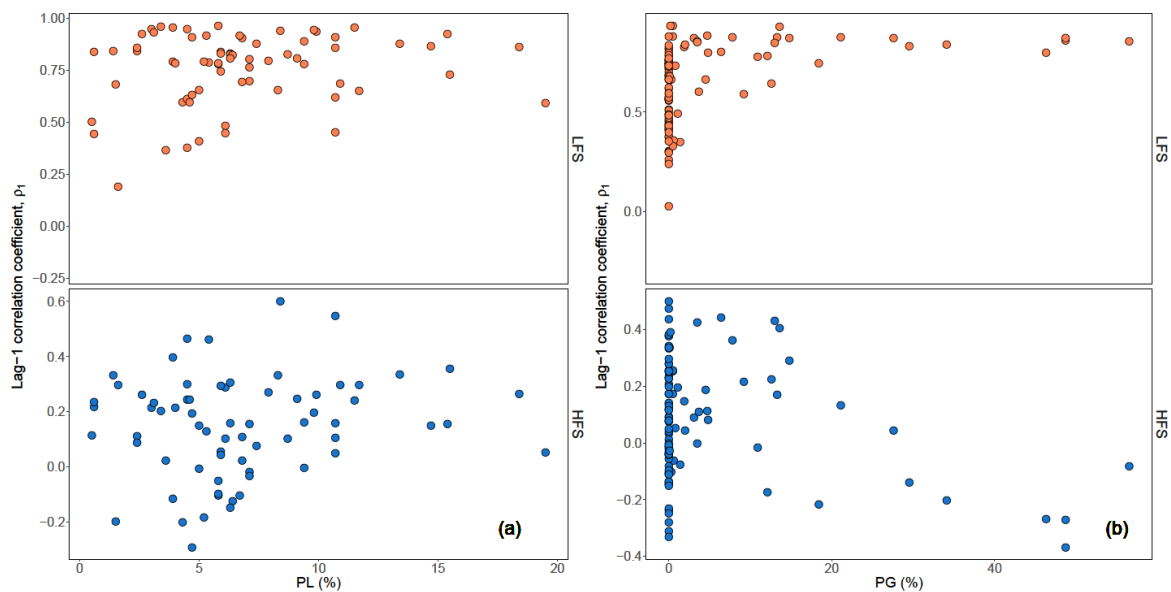 Lag−1 correlation coefficient, ρ1
1.00
0.75
0.50
0.25
0.00
−0.25
LFS
0.6
0.4
0.2
0.0
−0.2
HFS
(a)
0 5 10 15 20
PL (%)
Lag−1 correlation coefficient, ρ1
0.5
0.0
LFS
0.4
0.2
0.0
−0.2
−0.4
HFS
(b)
0 20 40
PG (%)